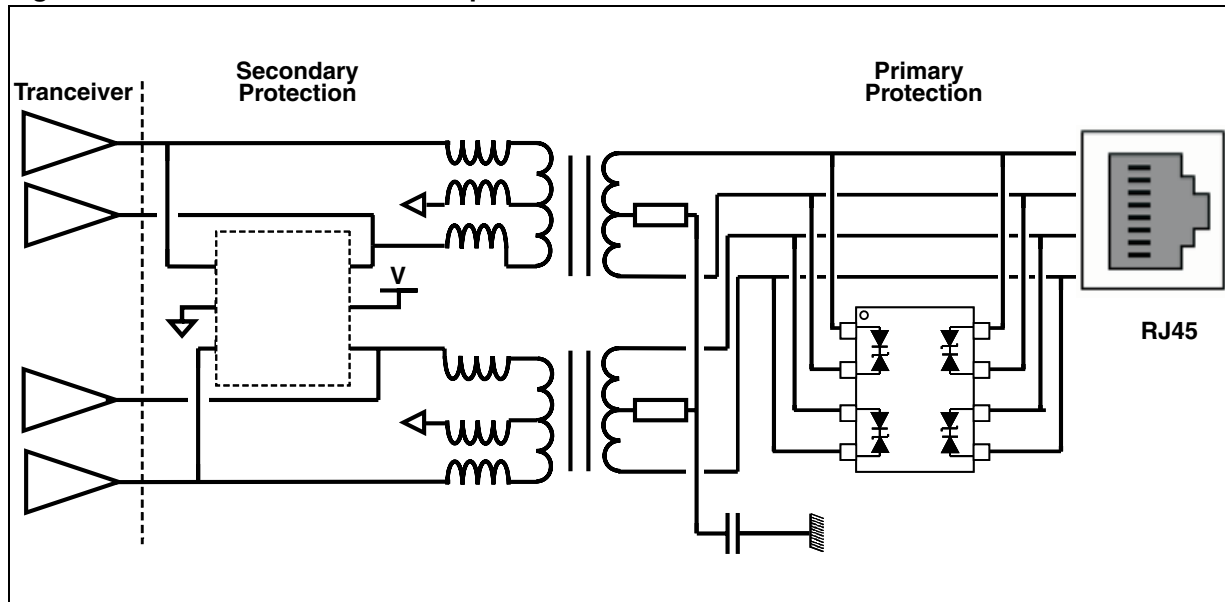 Tranceiver
Secondary
Protection
Primary
Protection
V
RJ45